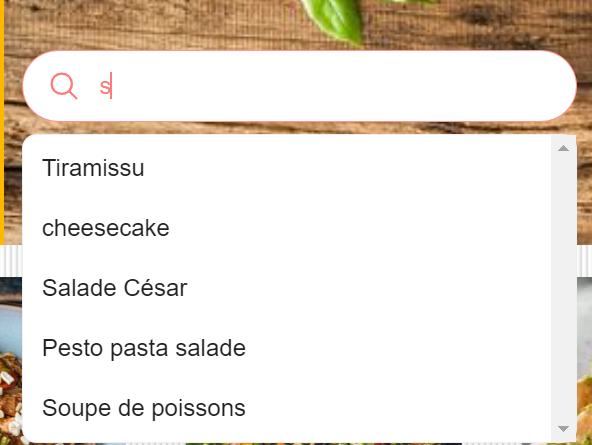 s
Tiramissu
cheesecake
Salade César
Pesto pasta salade
Soupe de poissons